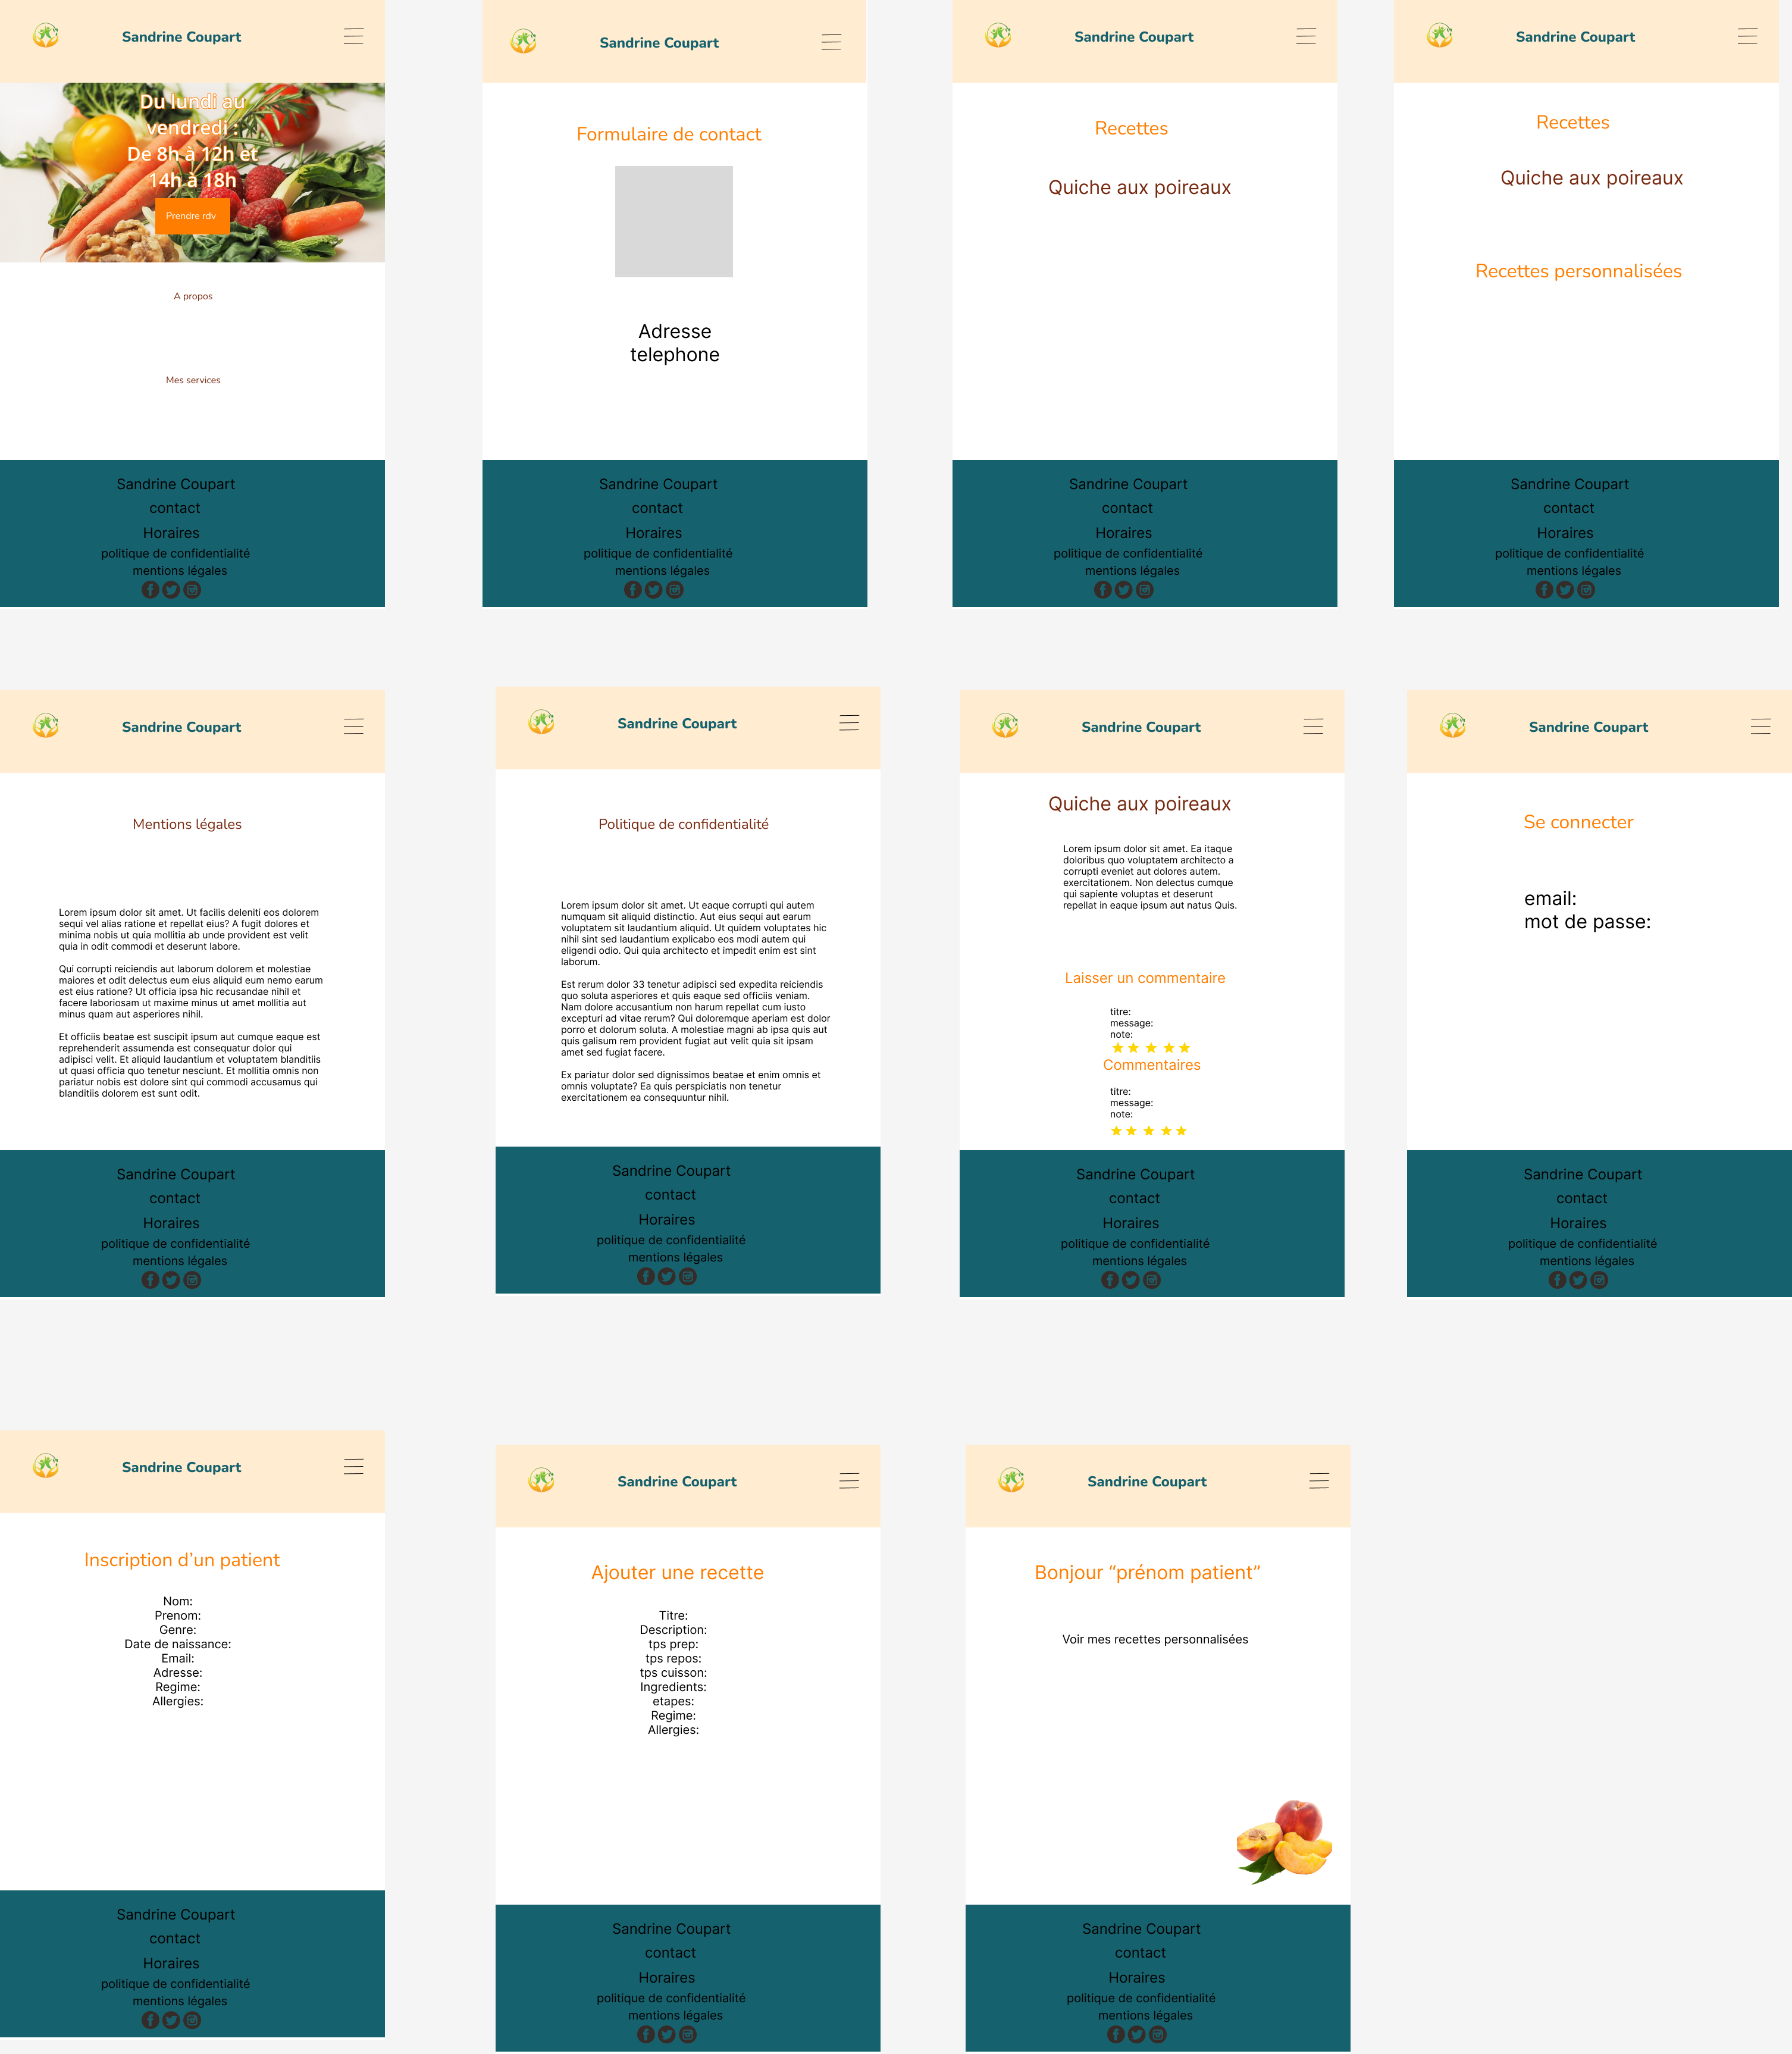 Sandrine Coupart
Du lundi au
vendredi :
De 8h à 12h et
14h à 18h
Prendre rdv
A propos
Mes services
Sandrine Coupart
contact
Horaires
politique de confidentialité
mentions légales
Sandrine Coupart
Formulaire de contact
Adresse
telephone
Sandrine Coupart
contact
Horaires
politique de confidentialité
mentions légales
Sandrine Coupart
Recettes
Quiche aux poireaux
Sandrine Coupart
contact
Horaires
politique de confidentialité
mentions légales
Sandrine Coupart
Recettes
Quiche aux poireaux
Recettes personnalisées
Sandrine Coupart
contact
Horaires
politique de confidentialité
mentions légales
Sandrine Coupart
Mentions légales
Lorem ipsum dolor sit amet. Ut facilis deleniti eos dolorem
sequi vel alias ratione et repellat eius? A fugit dolores et
minima nobis ut quia mollitia ab unde provident est velit
quia in odit commodi et deserunt labore.
Qui corrupti reiciendis aut laborum dolorem et molestiae
maiores et odit delectus eum eius aliquid eum nemo earum
est eius ratione? Ut officia ipsa hic recusandae nihil et
facere laboriosam ut maxime minus ut amet mollitia aut
minus quam aut asperiores nihil.
Et officiis beatae est suscipit ipsum aut cumque eaque est
reprehenderit assumenda est consequatur dolor qui
adipisci velit. Et aliquid laudantium et voluptatem blanditiis
ut quasi officia quo tenetur nesciunt. Et mollitia omnis non
pariatur nobis est dolore sint qui commodi accusamus qui
blanditiis dolorem est sunt odit.
Sandrine Coupart
contact
Horaires
politique de confidentialité
mentions légales
Sandrine Coupart
Politique de confidentialité
Lorem ipsum dolor sit amet. Ut eaque corrupti qui autem
numquam sit aliquid distinctio. Aut eius sequi aut earum
voluptatem sit laudantium aliquid. Ut quidem voluptates hic
nihil sint sed laudantium explicabo eos modi autem qui
eligendi odio. Qui quia architecto et impedit enim est sint
laborum.
Est rerum dolor 33 tenetur adipisci sed expedita reiciendis
quo soluta asperiores et quis eaque sed officiis veniam.
Nam dolore accusantium non harum repellat cum iusto
excepturi ad vitae rerum? Qui doloremque aperiam est dolor
porro et dolorum soluta. A molestiae magni ab ipsa quis aut
quis galisum rem provident fugiat aut velit quia sit ipsam
amet sed fugiat facere.
Ex pariatur dolor sed dignissimos beatae et enim omnis et
omnis voluptate? Ea quis perspiciatis non tenetur
exercitationem ea consequuntur nihil.
Sandrine Coupart
contact
Horaires
politique de confidentialité
mentions légales
Sandrine Coupart
Quiche aux poireaux
Lorem ipsum dolor sit amet. Ea itaque
doloribus quo voluptatem architecto a
corrupti eveniet aut dolores autem.
exercitationem. Non delectus cumque
qui sapiente voluptas et deserunt
repellat in eaque ipsum aut natus Quis.
Laisser un commentaire
titre:
message:
note:
Commentaires
titre:
message:
note:
Sandrine Coupart
contact
Horaires
politique de confidentialité
mentions légales
Sandrine Coupart
Se connecter
email:
mot de passe:
Sandrine Coupart
contact
Horaires
politique de confidentialité
mentions légales
Sandrine Coupart
Inscription d’un patient
Nom:
Prenom:
Genre:
Date de naissance:
Email:
Adresse:
Regime:
Allergies:
Sandrine Coupart
contact
Horaires
politique de confidentialité
mentions légales
Sandrine Coupart
Ajouter une recette
Titre:
Description:
tps prep:
tps repos:
tps cuisson:
Ingredients:
etapes:
Regime:
Allergies:
Sandrine Coupart
contact
Horaires
politique de confidentialité
mentions légales
Sandrine Coupart
Bonjour “prénom patient”
Voir mes recettes personnalisées
Sandrine Coupart
contact
Horaires
politique de confidentialité
mentions légales